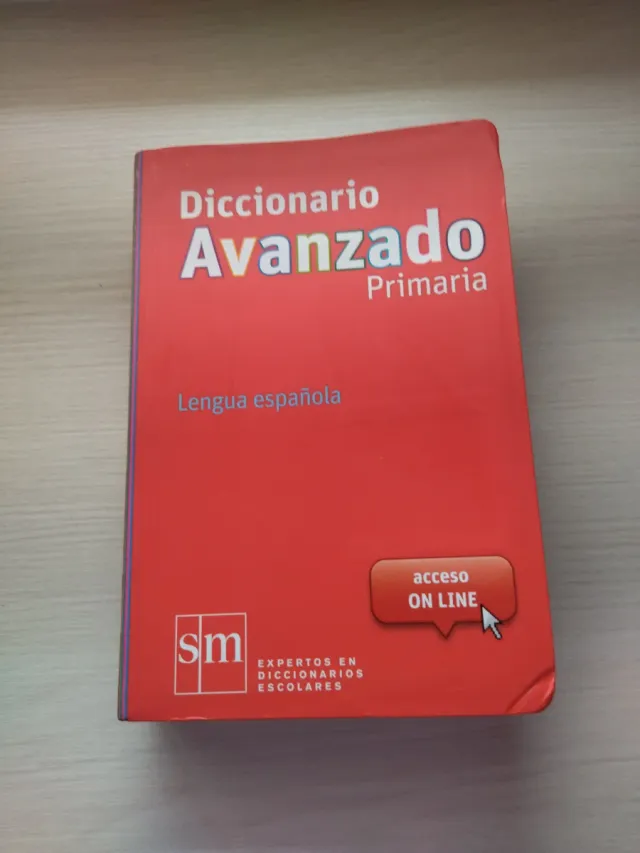 Diccionario
Avanzado
Primaria
Lengua española
acceso
ON LINE
sm
EXPERTOS EN
DICCIONARIOS
ESCOLARES